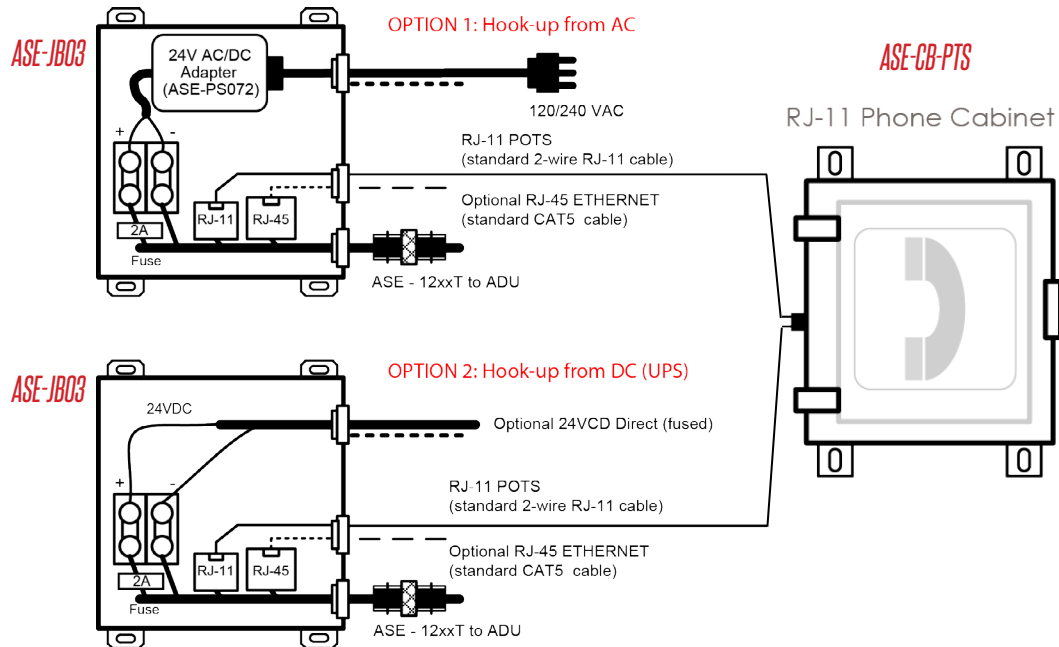 OPTION 1: Hook-up from AC
ASE-JB03
24V AC/DC
Adapter
(ASE-PS072)
120/240 VAC
+ -
RJ-11 POTS
(standard 2-wire RJ-11 cable)
Optional RJ-45 ETHERNET
(standard CAT5 cable)
RJ-11
RJ-45
2A
Fuse
ASE - 12xxT to ADU
ASE-CB-PTS
RJ-11 Phone Cabinet
OPTION 2: Hook-up from DC (UPS)
ASE-JB03
24VDC
Optional 24VCD Direct (fused)
+ -
RJ-11 POTS
(standard 2-wire RJ-11 cable)
Optional RJ-45 ETHERNET
(standard CAT5 cable)
RJ-11
RJ-45
2A
Fuse
ASE - 12xxT to ADU